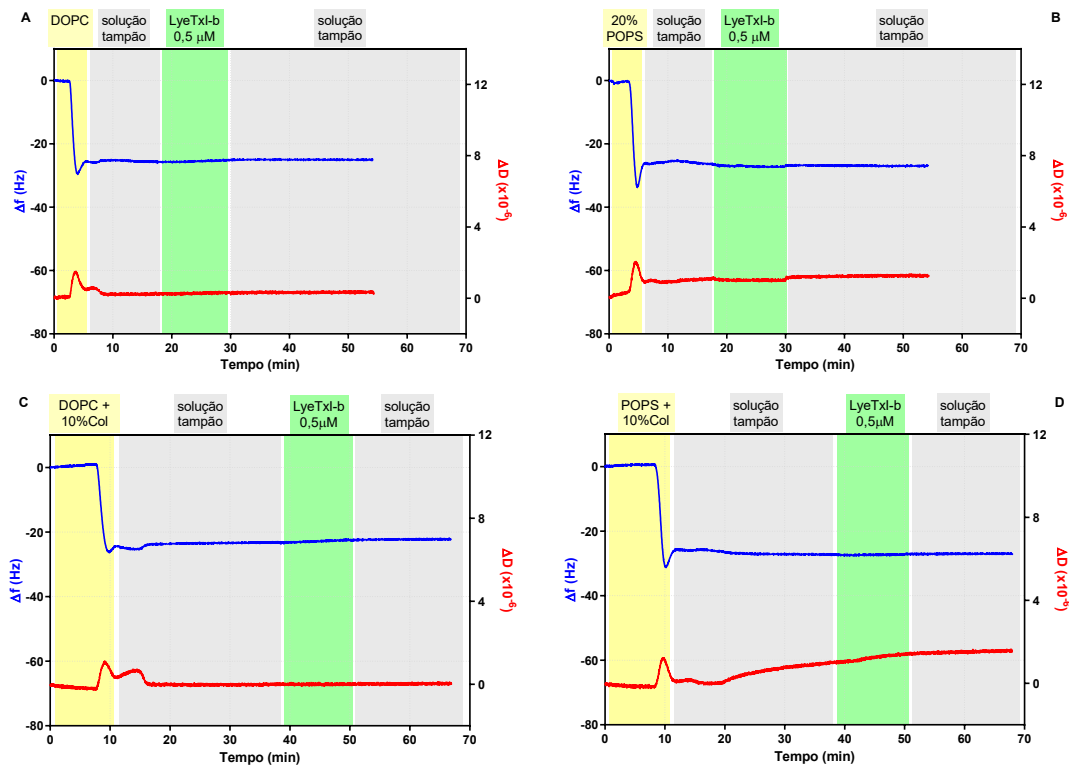 A
DOPC
solução
tampão
LyeTxI-b
0,5 µM
solução
tampão
0
-20
-40
-60
-80
Δf (Hz)
12
8
4
0
ΔD (x10⁻⁶)
0 10 20 30 40 50 60 70
Tempo (min)
B
20%
POPS
solução
tampão
LyeTxI-b
0,5 µM
solução
tampão
0
-20
-40
-60
-80
Δf (Hz)
12
8
4
0
ΔD (x10⁻⁶)
0 10 20 30 40 50 60 70
Tempo (min)
C
DOPC +
10%Col
solução
tampão
LyeTxI-b
0,5µM
solução
tampão
0
-20
-40
-60
-80
Δf (Hz)
12
8
4
0
ΔD (x10⁻⁶)
0 10 20 30 40 50 60 70
Tempo (min)
D
POPS +
10%Col
solução
tampão
LyeTxI-b
0,5µM
solução
tampão
0
-20
-40
-60
-80
Δf (Hz)
12
8
4
0
ΔD (x10⁻⁶)
0 10 20 30 40 50 60 70
Tempo (min)